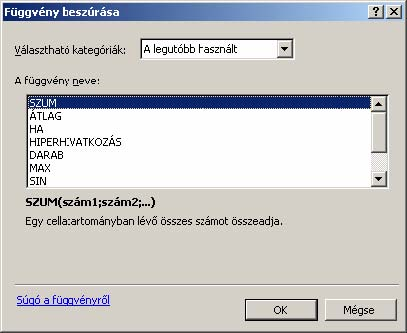 Függvény beszúrása
Választható kategóriák: A legutóbb használt
A függvény neve:
SZUM
ÁTLAG
HA
HIPERHIVATKOZÁS
DARAB
MAX
SIN
SZUM(szám1;szám2;...)
Egy cellatartományban lévő összes számot összeadja.
Súgó a függvényről
OK Mégse